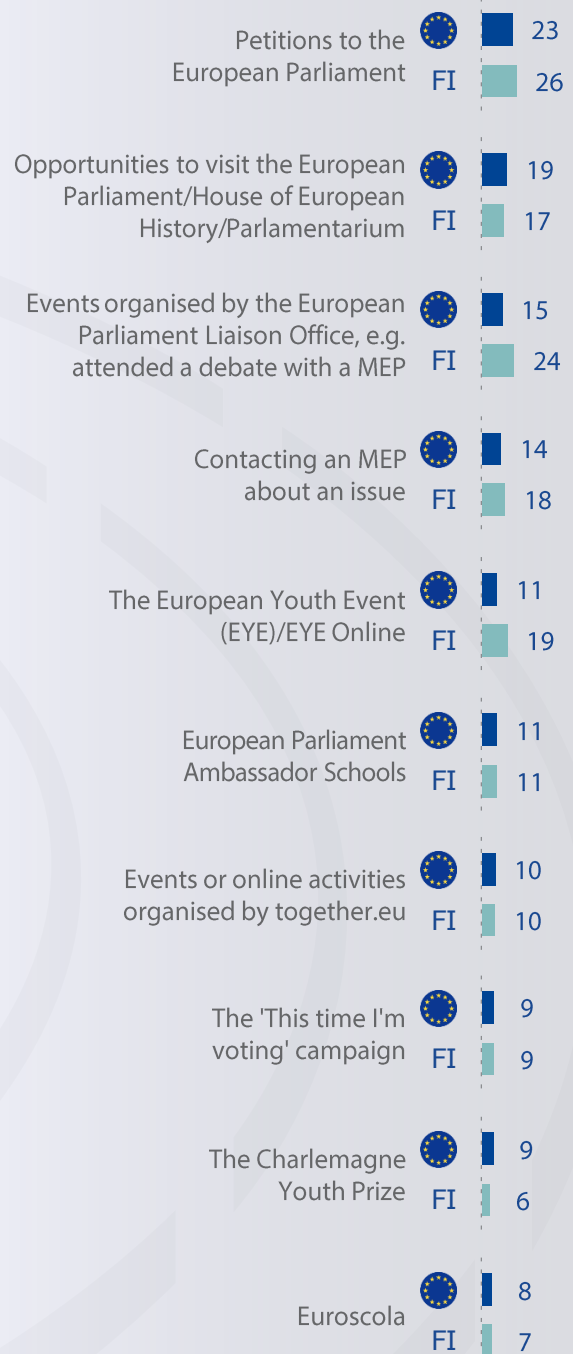 Petitions to the
European Parliament
23
FI
26
Opportunities to visit the European
Parliament/House of European
History/Parlamentarium
19
FI
17
Events organised by the European
Parliament Liaison Office, e.g.
attended a debate with a MEP
15
FI
24
Contacting an MEP
about an issue
14
FI
18
The European Youth Event
(EYE)/EYE Online
11
FI
19
European Parliament
Ambassador Schools
11
FI
11
Events or online activities
organised by together.eu
10
FI
10
The 'This time I'm
voting' campaign
9
FI
9
The Charlemagne
Youth Prize
9
FI
6
Euroscola
8
FI
7